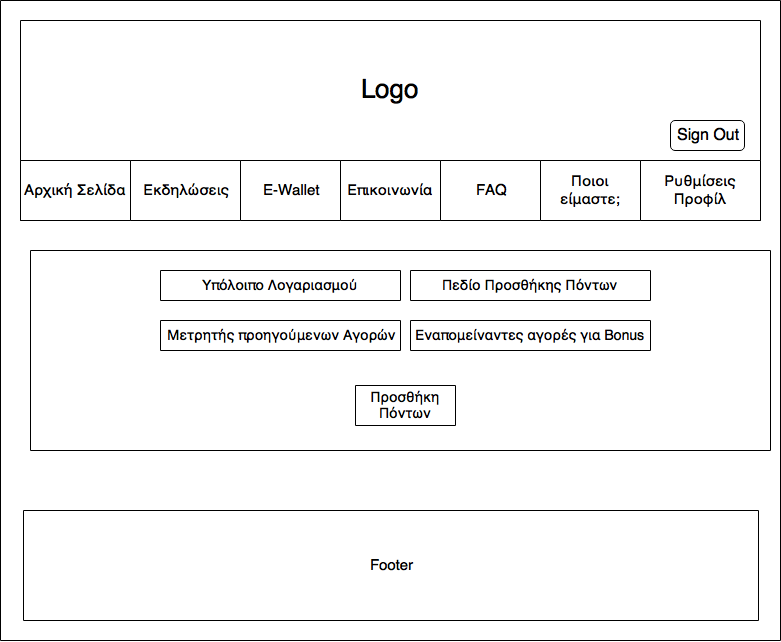 Logo
Sign Out
Αρχική Σελίδα
Εκδηλώσεις
E-Wallet
Επικοινωνία
FAQ
Ποιοι
είμαστε;
Ρυθμίσεις
Προφίλ
Υπόλοιπο Λογαριασμού
Πεδίο Προσθήκης Πόντων
Μετρητής προηγούμενων Αγορών
Εναπομείναντες αγορές για Bonus
Προσθήκη
Πόντων
Footer